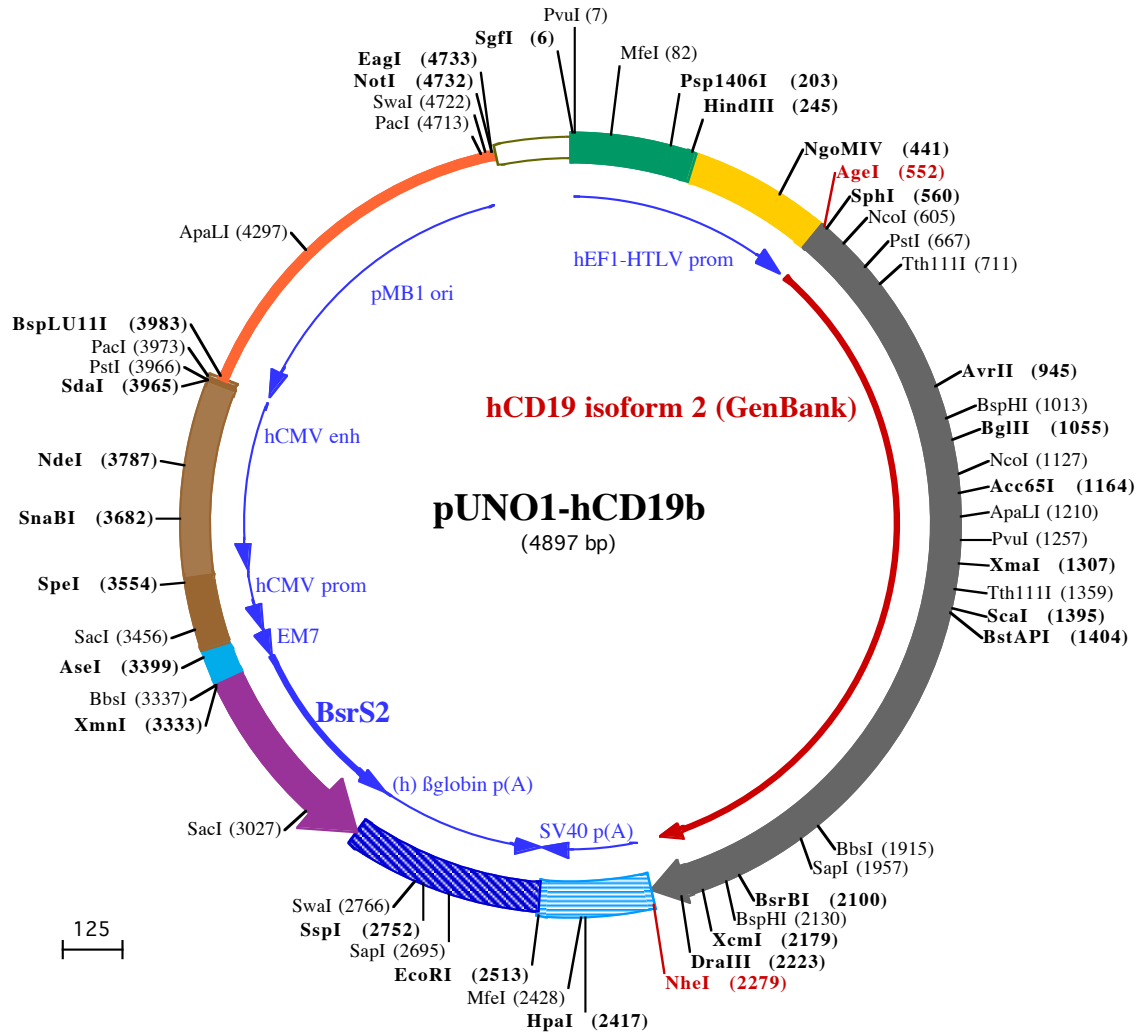 PvuI (7)
SgfI (6)
MfeI (82)
EagI (4733)
NotI (4732)
SwaI (4722)
PacI (4713)
Psp1406I (203)
HindIII (245)
NgoMIV (441)
AgeI (552)
SphI (560)
NcoI (605)
PstI (667)
Tth111I (711)
ApaLI (4297)
hEF1-HTLV prom
pMB1 ori
BspLU11I (3983)
PacI (3973)
PstI (3966)
SdaI (3965)
AvrII (945)
BspHI (1013)
BglII (1055)
NcoI (1127)
Acc65I (1164)
ApaLI (1210)
PvuI (1257)
XmaI (1307)
Tth111I (1359)
ScaI (1395)
BstAPI (1404)
hCD19 isoform 2 (GenBank)
hCMV enh
NdeI (3787)
SnaBI (3682)
pUNO1-hCD19b
(4897 bp)
SpeI (3554)
hCMV prom
SacI (3456)
EM7
AseI (3399)
BbsI (3337)
XmnI (3333)
BsrS2
(h) ßglobin p(A)
SV40 p(A)
SacI (3027)
BbsI (1915)
SapI (1957)
BsrBI (2100)
BspHI (2130)
XcmI (2179)
DraIII (2223)
NheI (2279)
SwaI (2766)
SspI (2752)
SapI (2695)
EcoRI (2513)
MfeI (2428)
HpaI (2417)
125